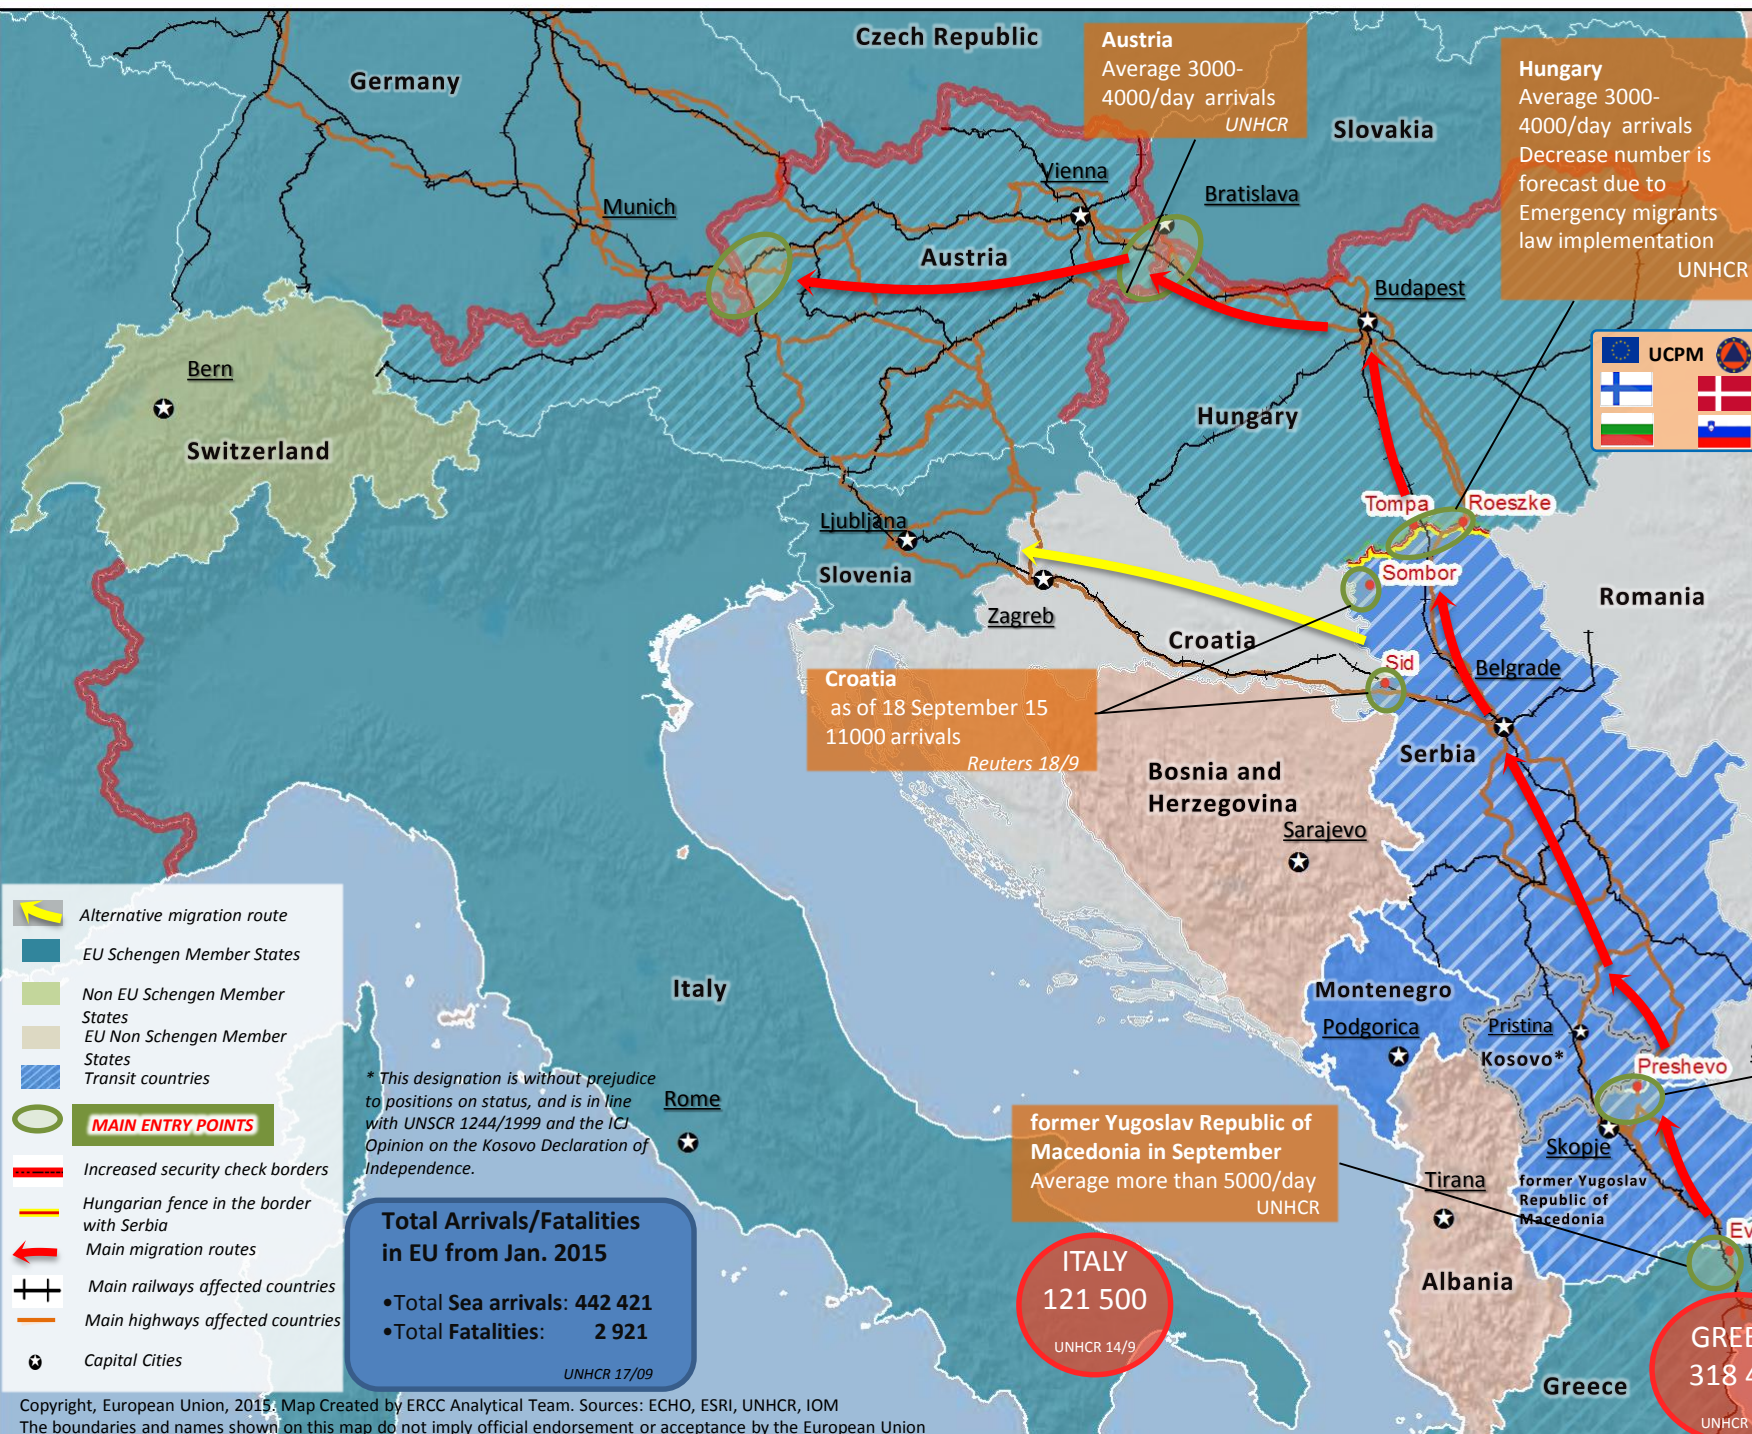 Czech Republic
Germany
Austria
Average 3000-
4000/day arrivals
UNHCR
Hungary
Average 3000-
4000/day arrivals
Decrease number is
forecast due to
Emergency migrants
law implementation
UNHCR
Slovakia
Vienna
Bratislava
Munich
Austria
Budapest
UCPM
Bern
Switzerland
Hungary
Tompa
Roeszke
Ljubljana
Slovenia
Sombor
Romania
Zagreb
Croatia
Sid
Belgrade
Croatia
as of 18 September 15
11000 arrivals
Reuters 18/9
Serbia
Bosnia and
Herzegovina
Sarajevo
Italy
Montenegro
Podgorica
Pristina
Kosovo*
Preshevo
Rome
Skopje
Tirana
former Yugoslav
Republic of
Macedonia
former Yugoslav Republic of
Macedonia in September
Average more than 5000/day
UNHCR
Albania
Greece
ITALY
121 500
UNHCR 14/9
GREE
318 4
UNHCR
Alternative migration route
EU Schengen Member States
Non EU Schengen Member
States
EU Non Schengen Member
States
Transit countries
MAIN ENTRY POINTS
Increased security check borders
Hungarian fence in the border
with Serbia
Main migration routes
Main railways affected countries
Main highways affected countries
Capital Cities
* This designation is without prejudice
to positions on status, and is in line
with UNSCR 1244/1999 and the ICJ
Opinion on the Kosovo Declaration of
Independence.
Total Arrivals/Fatalities
in EU from Jan. 2015
•Total Sea arrivals: 442 421
•Total Fatalities: 2 921
UNHCR 17/09
Copyright, European Union, 2015. Map Created by ERCC Analytical Team. Sources: ECHO, ESRI, UNHCR, IOM
The boundaries and names shown on this map do not imply official endorsement or acceptance by the European Union